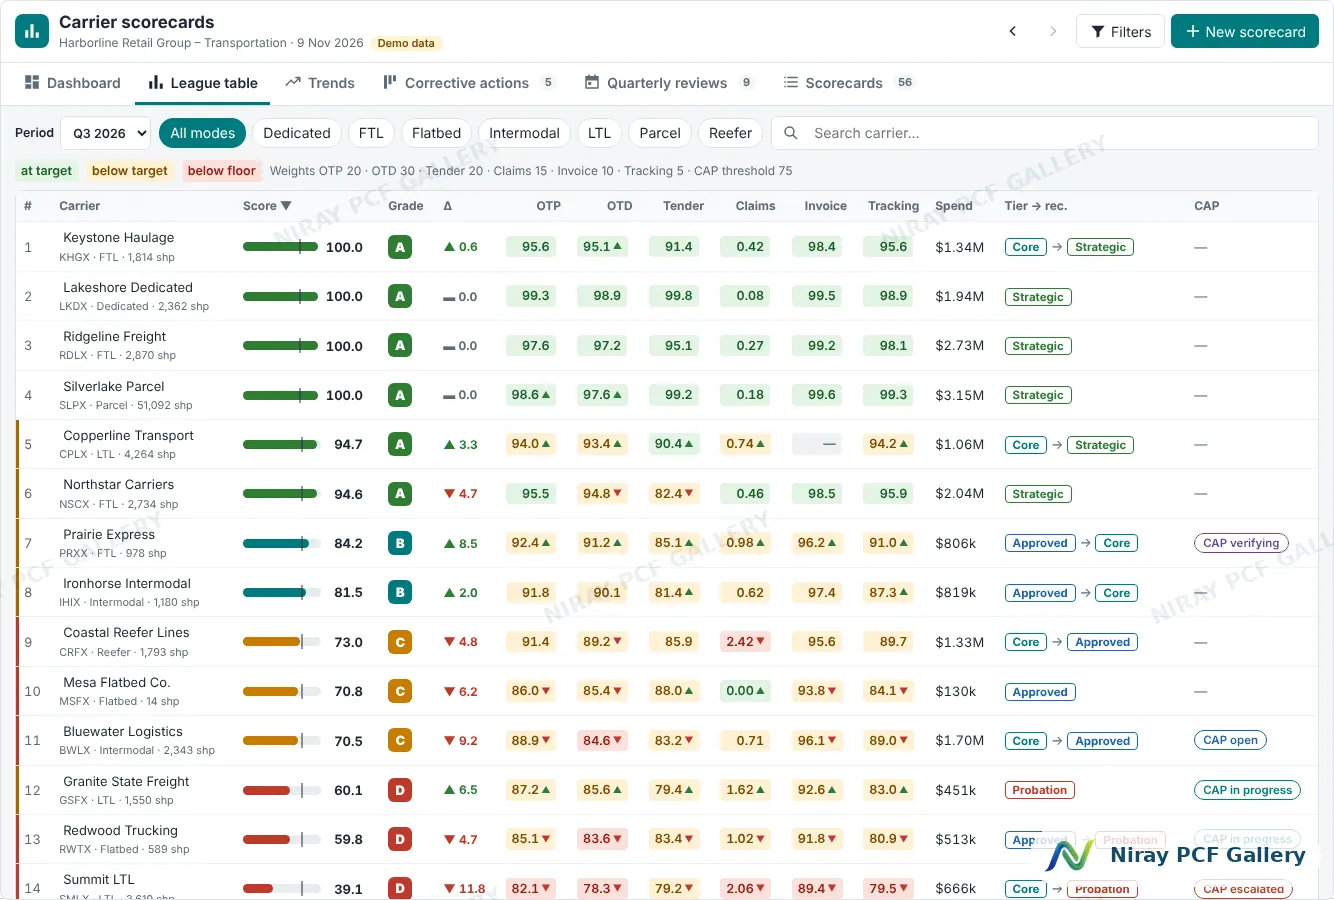 Carrier scorecards
Harborline Retail Group – Transportation · 9 Nov 2026 Demo data
Filters
New scorecard
Dashboard League table Trends Corrective actions 5 Quarterly reviews 9 Scorecards 56
Period Q3 2026 All modes Dedicated FTL Flatbed Intermodal LTL Parcel Reefer Search carrier...
at target below target below floor Weights OTP 20 · OTD 30 · Tender 20 · Claims 15 · Invoice 10 · Tracking 5 · CAP threshold 75
# Carrier Score ▼ Grade Δ OTP OTD Tender Claims Invoice Tracking Spend Tier → rec. CAP
1 Keystone Haulage 100.0 A ▲ 0.6 95.6 95.1 ▲ 91.4 0.42 98.4 95.6 $1.34M Core → Strategic —
KHGX · FTL · 1,814 shp
2 Lakeshore Dedicated 100.0 A ▬ 0.0 99.3 98.9 99.8 0.08 99.5 98.9 $1.94M Strategic —
LKDX · Dedicated · 2,362 shp
3 Ridgeline Freight 100.0 A ▬ 0.0 97.6 97.2 95.1 0.27 99.2 98.1 $2.73M Strategic —
RDLX · FTL · 2,870 shp
4 Silverlake Parcel 100.0 A ▬ 0.0 98.6 ▲ 97.6 ▲ 99.2 0.18 99.6 99.3 $3.15M Strategic —
SLPX · Parcel · 51,092 shp
5 Copperline Transport 94.7 A ▲ 3.3 94.0 ▲ 93.4 ▲ 90.4 ▲ 0.74 ▲ — 94.2 ▲ $1.06M Core → Strategic —
CPLX · LTL · 4,264 shp
6 Northstar Carriers 94.6 A ▼ 4.7 95.5 94.8 ▼ 82.4 ▼ 0.46 98.5 95.9 $2.04M Strategic —
NSCX · FTL · 2,734 shp
7 Prairie Express 84.2 B ▲ 8.5 92.4 ▲ 91.2 ▲ 85.1 ▲ 0.98 ▲ 96.2 ▲ 91.0 ▲ $806k Approved → Core CAP verifying
PRXX · FTL · 978 shp
8 Ironhorse Intermodal 81.5 B ▲ 2.0 91.8 90.1 81.4 ▲ 0.62 97.4 87.3 ▲ $819k Approved → Core —
IHIX · Intermodal · 1,180 shp
9 Coastal Reefer Lines 73.0 C ▼ 4.8 91.4 89.2 ▼ 85.9 2.42 ▼ 95.6 89.7 $1.33M Core → Approved —
CRFX · Reefer · 1,793 shp
10 Mesa Flatbed Co. 70.8 C ▼ 6.2 86.0 ▼ 85.4 ▼ 88.0 ▲ 0.00 ▲ 93.8 ▼ 84.1 ▼ $130k Approved —
MSFX · Flatbed · 14 shp
11 Bluewater Logistics 70.5 C ▼ 9.2 88.9 ▼ 84.6 ▼ 83.2 ▼ 0.71 96.1 ▼ 89.0 ▼ $1.70M Core → Approved CAP open
BWLX · Intermodal · 2,343 shp
12 Granite State Freight 60.1 D ▲ 6.5 87.2 ▲ 85.6 ▲ 79.4 ▲ 1.62 ▲ 92.6 ▲ 83.0 ▲ $451k Probation CAP in progress
GSFX · LTL · 1,550 shp
13 Redwood Trucking 59.8 D ▼ 4.7 85.1 ▼ 83.6 ▼ 83.4 ▼ 1.02 ▼ 91.8 ▼ 80.9 ▼ $513k Approved → Probation CAP in progress
RWTX · Flatbed · 589 shp
14 Summit LTL 39.1 D ▼ 11.8 82.1 ▼ 78.3 ▼ 79.2 ▼ 2.06 ▼ 89.4 ▼ 79.5 ▼ $666k Core → Probation CAP escalated
SMLX · LTL · 3,610 shp
Niray PCF Gallery
NIRAY PCF GALLERY
NIRAY PCF GALLERY
NIRAY PCF GALLERY